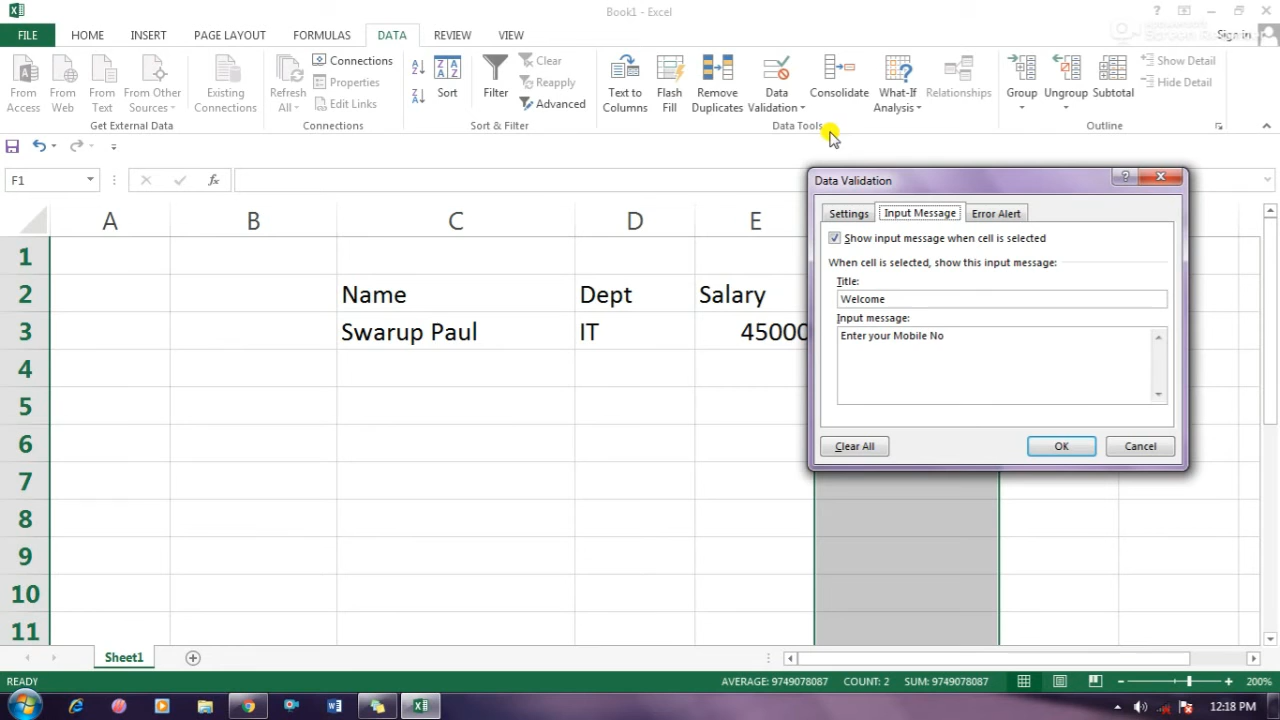 Book1 - Excel
Sign in
FILE HOME INSERT PAGE LAYOUT FORMULAS DATA REVIEW VIEW
From Access
From Web
From Text
From Other Sources
Existing Connections
Refresh All
Connections
Properties
Edit Links
Sort
Filter
Clear
Reapply
Advanced
Text to Columns
Flash Fill
Remove Duplicates
Data Validation
Consolidate
What-If Analysis
Relationships
Group
Ungroup
Subtotal
Show Detail
Hide Detail
Get External Data Connections Sort & Filter Data Tools Outline
F1 fx
Data Validation
Settings Input Message Error Alert
Show input message when cell is selected
When cell is selected, show this input message:
Title:
Welcome
Input message:
Enter your Mobile No
Clear All OK Cancel
A B C D E
1
2 Name Dept Salary
3 Swarup Paul IT 45000
4
5
6
7
8
9
10
11
Sheet1
READY AVERAGE: 9749078087 COUNT: 2 SUM: 9749078087 200%
12:18 PM